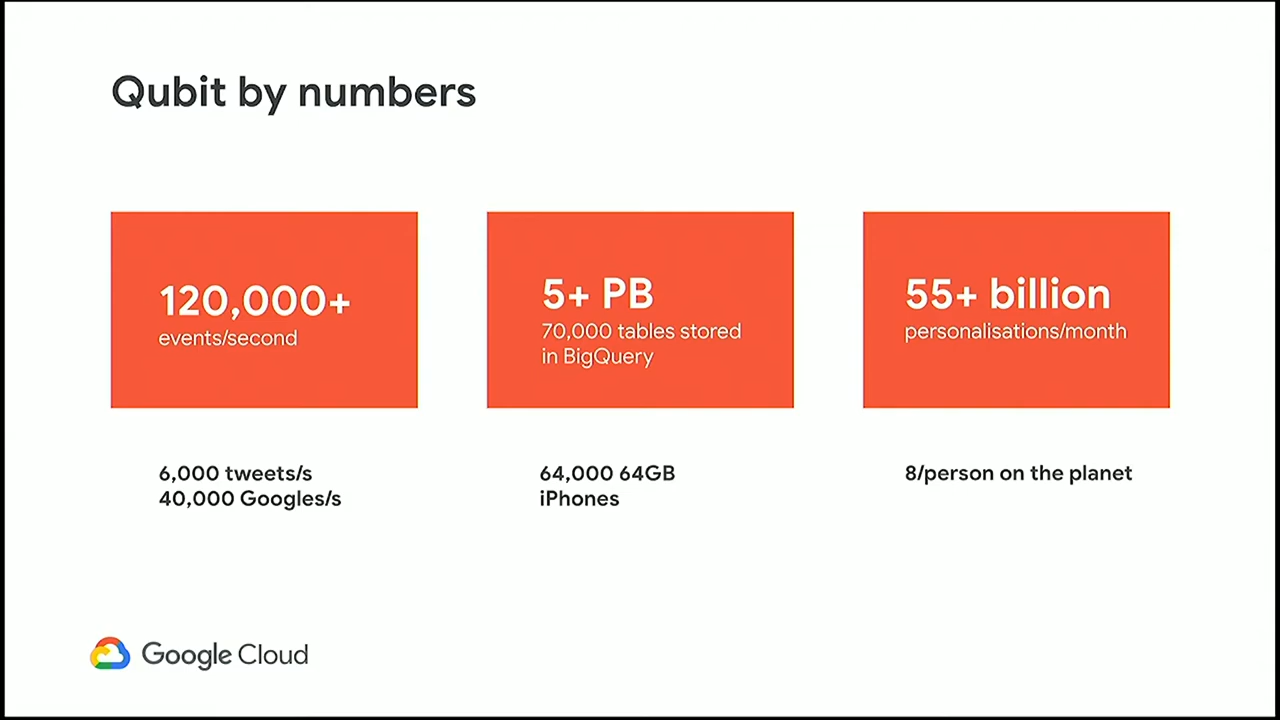 Qubit by numbers
120,000+
events/second
5+ PB
70,000 tables stored
in BigQuery
55+ billion
personalisations/month
6,000 tweets/s
40,000 Googles/s
64,000 64GB
iPhones
8/person on the planet
Google Cloud